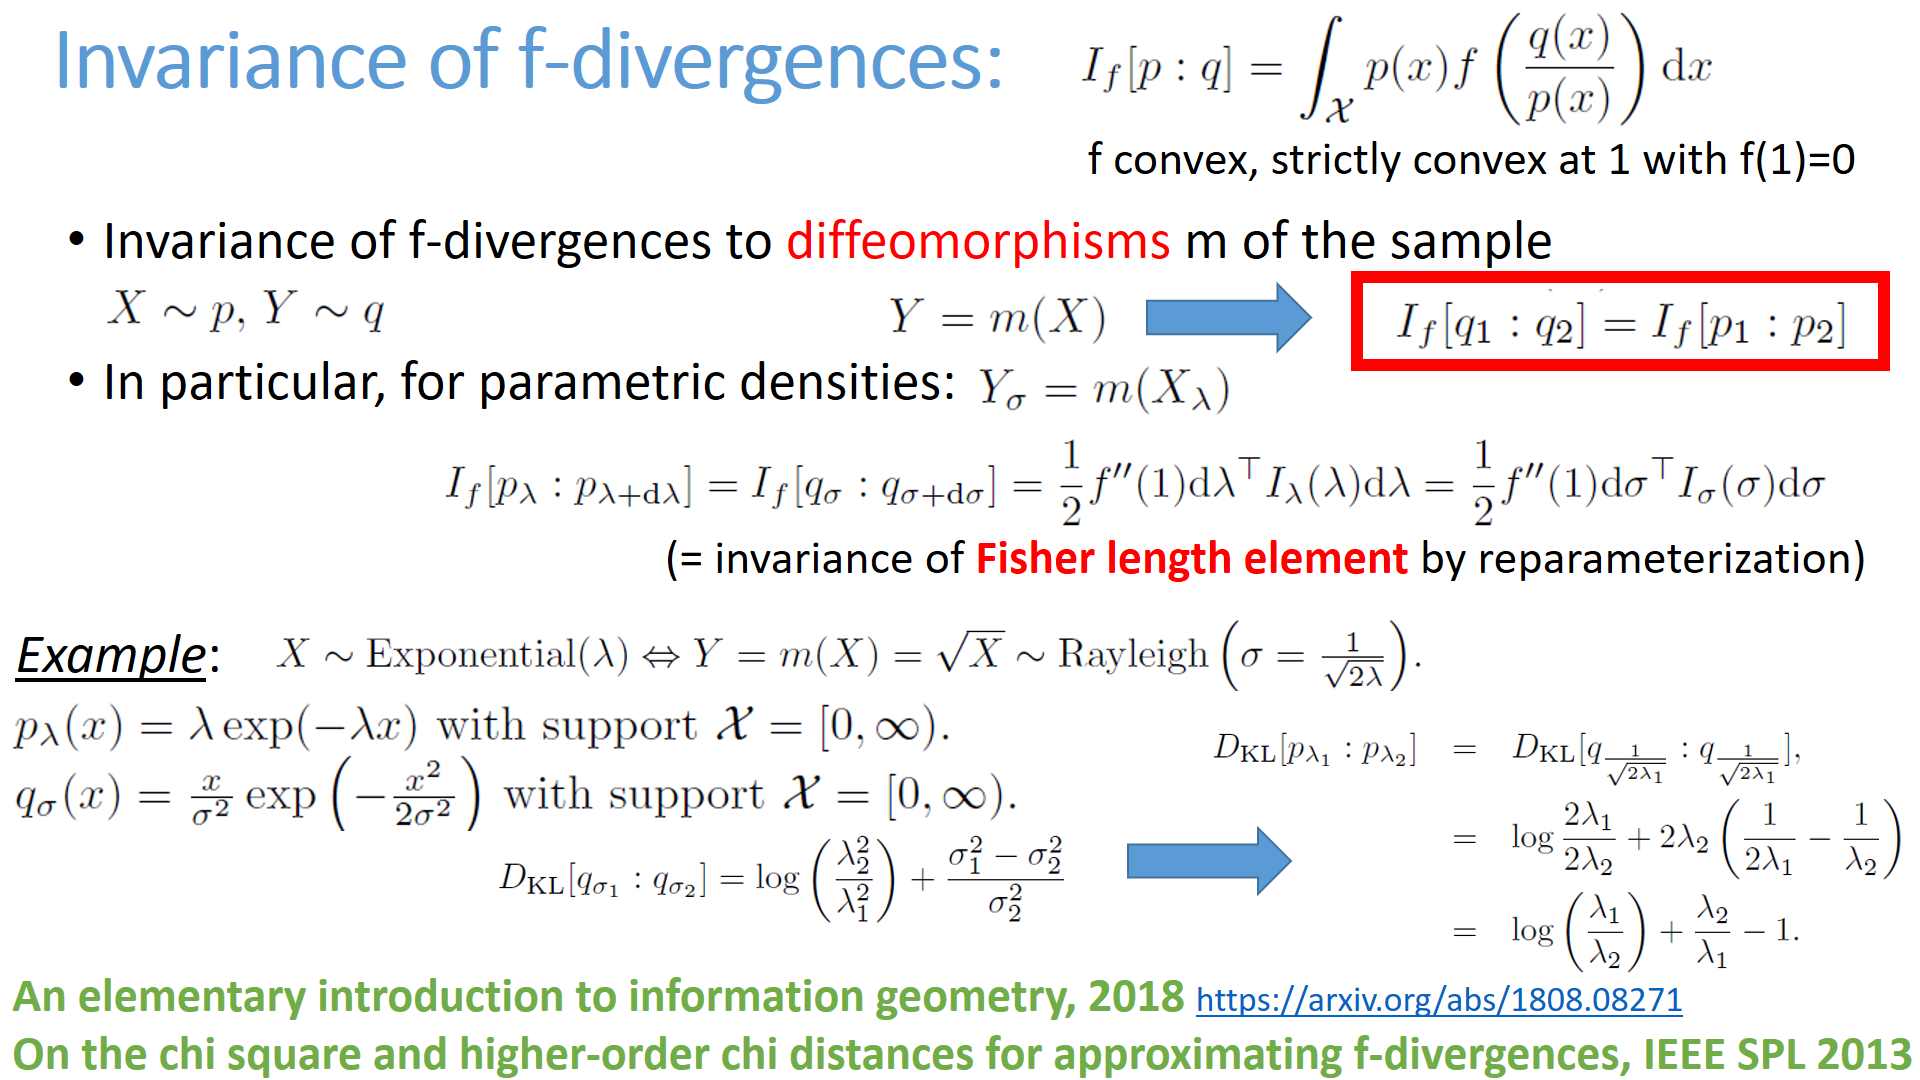 Invariance of f-divergences: $I_f[p : q] = \int_{\mathcal{X}} p(x) f\left(\frac{q(x)}{p(x)}\right) \mathrm{d}x$
f convex, strictly convex at 1 with f(1)=0
• Invariance of f-divergences to diffeomorphisms m of the sample
$X \sim p, Y \sim q$ $Y = m(X)$ $I_f[q_1 : q_2] = I_f[p_1 : p_2]$
• In particular, for parametric densities: $Y_\sigma = m(X_\lambda)$
$I_f[p_\lambda : p_{\lambda+\mathrm{d}\lambda}] = I_f[q_\sigma : q_{\sigma+\mathrm{d}\sigma}] = \frac{1}{2} f''(1) \mathrm{d}\lambda^\top I_\lambda(\lambda) \mathrm{d}\lambda = \frac{1}{2} f''(1) \mathrm{d}\sigma^\top I_\sigma(\sigma) \mathrm{d}\sigma$
(= invariance of Fisher length element by reparameterization)
Example: $X \sim \mathrm{Exponential}(\lambda) \Leftrightarrow Y = m(X) = \sqrt{X} \sim \mathrm{Rayleigh}\left(\sigma = \frac{1}{\sqrt{2\lambda}}\right).$
$p_\lambda(x) = \lambda \exp(-\lambda x)$ with support $\mathcal{X} = [0, \infty).$
$q_\sigma(x) = \frac{x}{\sigma^2} \exp\left(-\frac{x^2}{2\sigma^2}\right)$ with support $\mathcal{X} = [0, \infty).$
$D_{\mathrm{KL}}[q_{\sigma_1} : q_{\sigma_2}] = \log\left(\frac{\lambda_2^2}{\lambda_1^2}\right) + \frac{\sigma_1^2 - \sigma_2^2}{\sigma_2^2}$
$D_{\mathrm{KL}}[p_{\lambda_1} : p_{\lambda_2}] = D_{\mathrm{KL}}[q_{\frac{1}{\sqrt{2\lambda_1}}} : q_{\frac{1}{\sqrt{2\lambda_1}}}],$
$= \log \frac{2\lambda_1}{2\lambda_2} + 2\lambda_2 \left(\frac{1}{2\lambda_1} - \frac{1}{\lambda_2}\right)$
$= \log\left(\frac{\lambda_1}{\lambda_2}\right) + \frac{\lambda_2}{\lambda_1} - 1.$
An elementary introduction to information geometry, 2018 https://arxiv.org/abs/1808.08271
On the chi square and higher-order chi distances for approximating f-divergences, IEEE SPL 2013